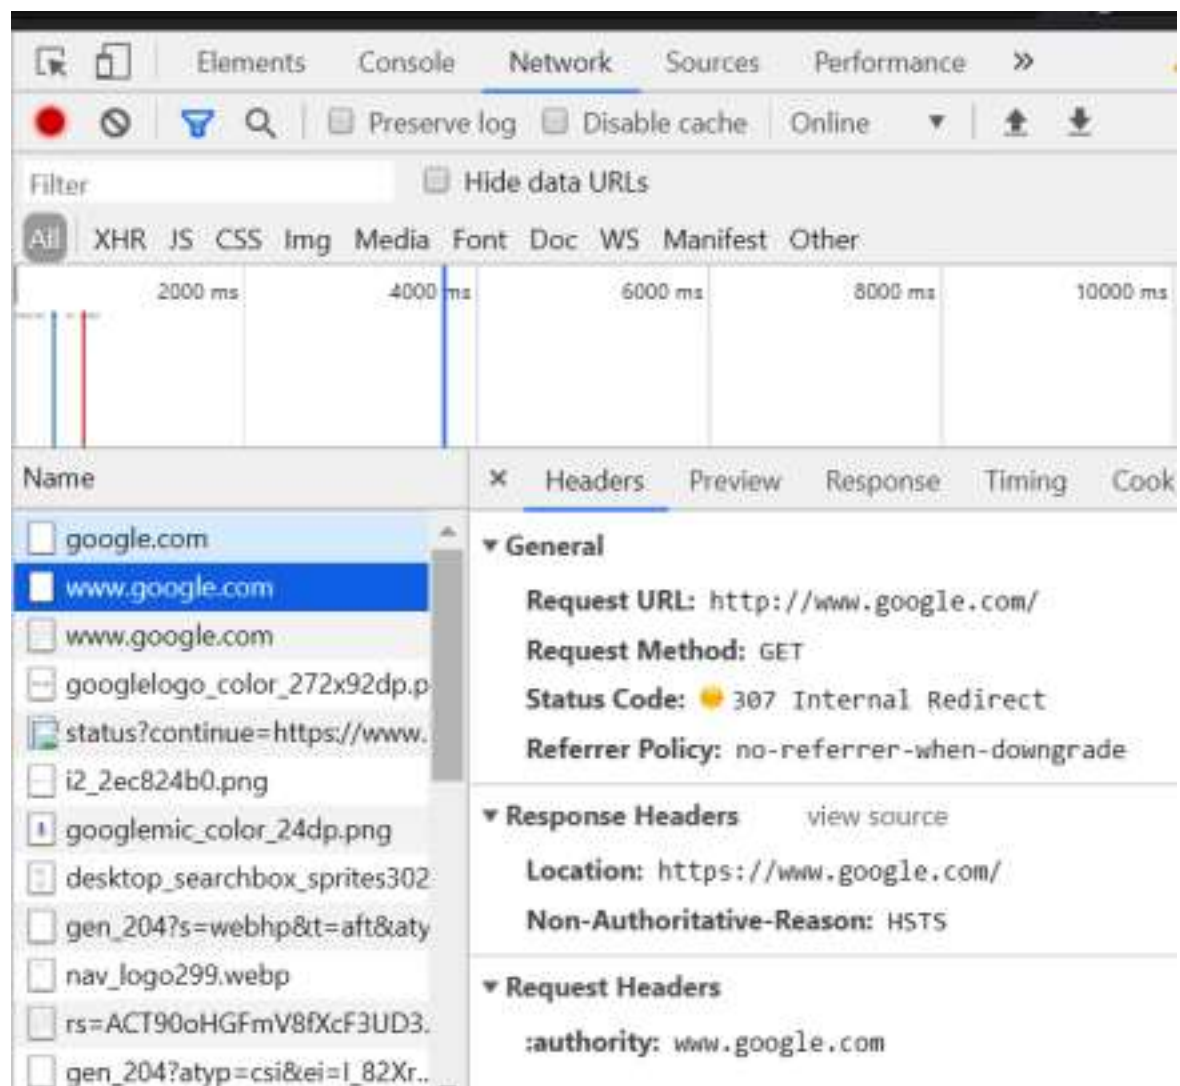 Elements Console Network Sources Performance »
Preserve log Disable cache Online
Filter Hide data URLs
All XHR JS CSS Img Media Font Doc WS Manifest Other
2000 ms 4000 ms 6000 ms 8000 ms 10000 ms
Name
google.com
www.google.com
www.google.com
googlelogo_color_272x92dp.p
status?continue=https://www.
i2_2ec824b0.png
googlemic_color_24dp.png
desktop_searchbox_sprites302
gen_204?s=webhp&t=aft&aty
nav_logo299.webp
rs=ACT90oHGFmV8fXcF3UD3.
gen_204?atyp=csi&ei=I_82Xr..
× Headers Preview Response Timing Cook
General
Request URL: http://www.google.com/
Request Method: GET
Status Code: 307 Internal Redirect
Referrer Policy: no-referrer-when-downgrade
Response Headers view source
Location: https://www.google.com/
Non-Authoritative-Reason: HSTS
Request Headers
:authority: www.google.com